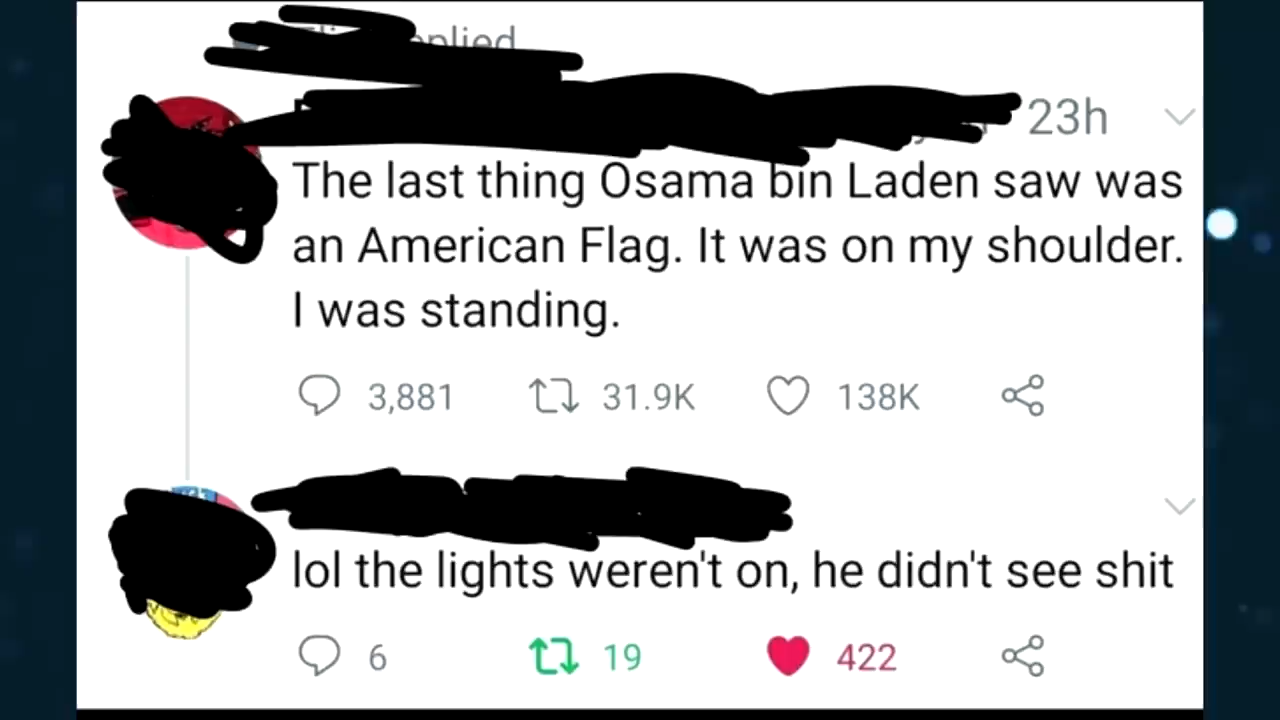 23h
The last thing Osama bin Laden saw was
an American Flag. It was on my shoulder.
I was standing.
3,881 31.9K 138K
lol the lights weren't on, he didn't see shit
6 19 422